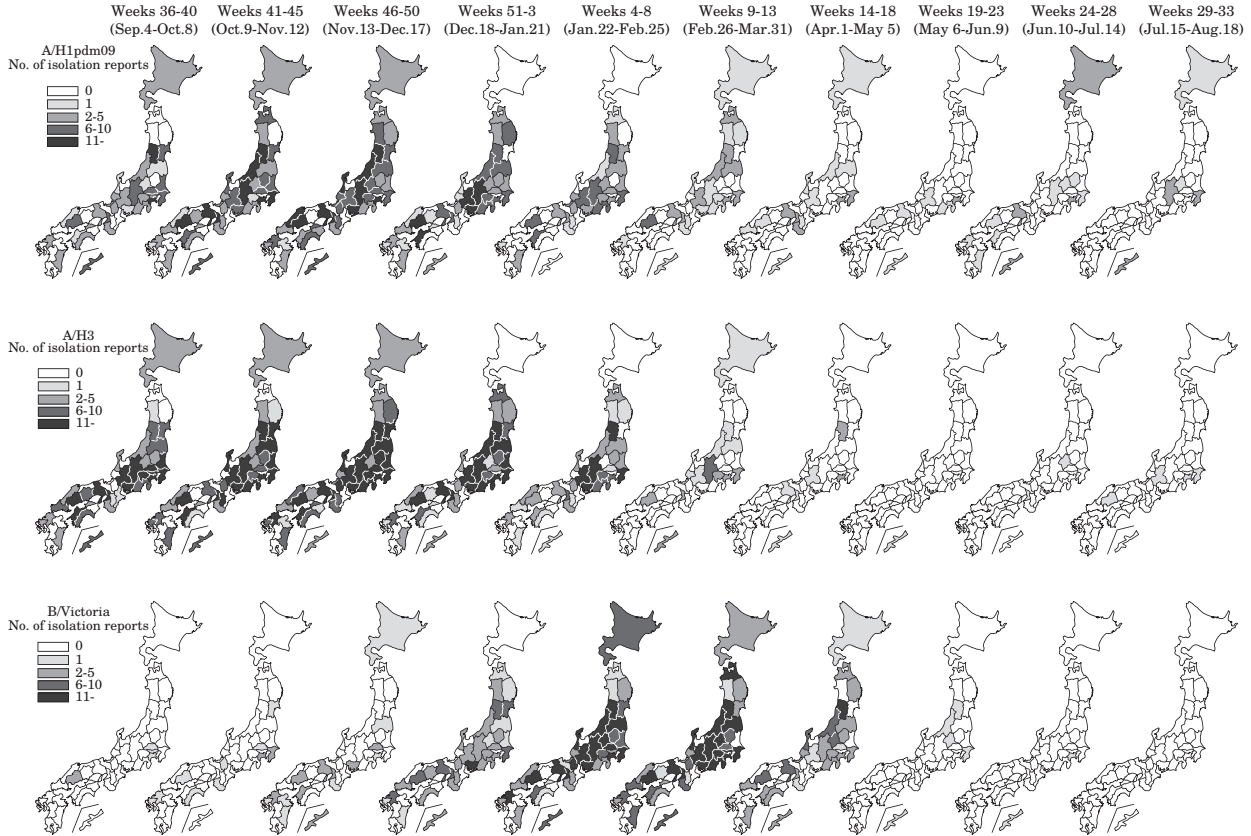 Weeks 36-40 Weeks 41-45 Weeks 46-50 Weeks 51-3 Weeks 4-8 Weeks 9-13 Weeks 14-18 Weeks 19-23 Weeks 24-28 Weeks 29-33
(Sep.4-Oct.8) (Oct.9-Nov.12) (Nov.13-Dec.17) (Dec.18-Jan.21) (Jan.22-Feb.25) (Feb.26-Mar.31) (Apr.1-May 5) (May 6-Jun.9) (Jun.10-Jul.14) (Jul.15-Aug.18)
A/H1pdm09
No. of isolation reports
0
1
2-5
6-10
11-
A/H3
No. of isolation reports
0
1
2-5
6-10
11-
B/Victoria
No. of isolation reports
0
1
2-5
6-10
11-